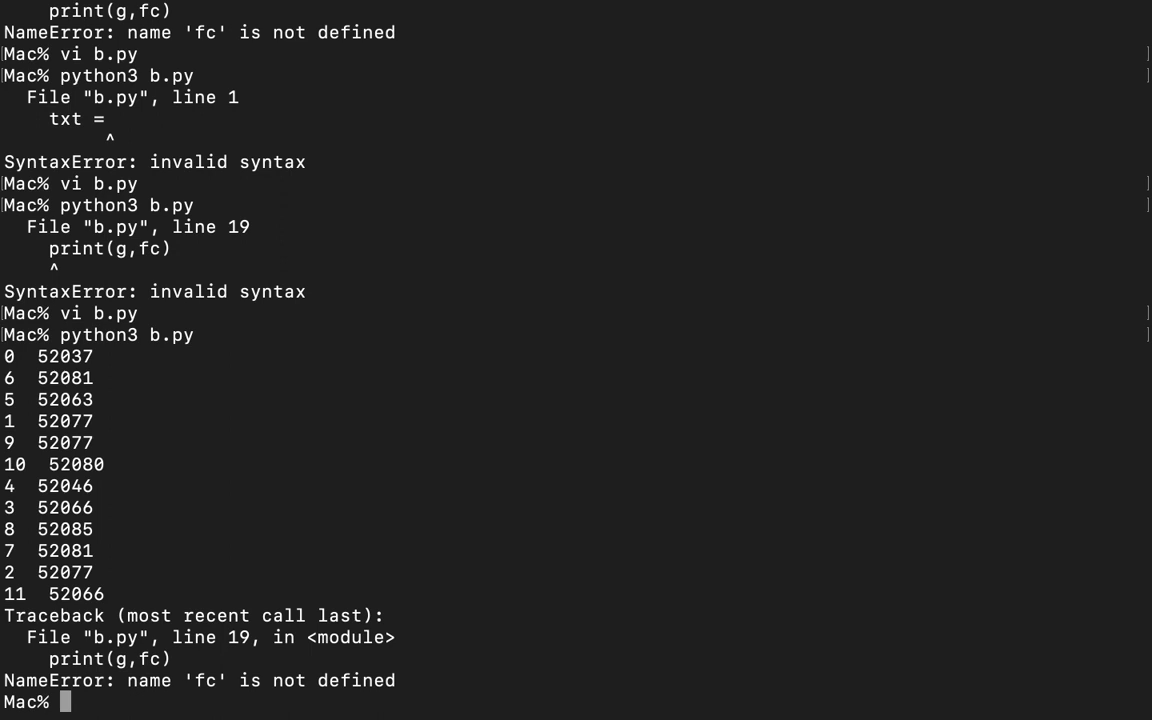 print(g,fc)
NameError: name 'fc' is not defined
[Mac% vi b.py ]
[Mac% python3 b.py ]
  File "b.py", line 1
    txt =
         ^
SyntaxError: invalid syntax
[Mac% vi b.py ]
[Mac% python3 b.py ]
  File "b.py", line 19
    print(g,fc)
    ^
SyntaxError: invalid syntax
[Mac% vi b.py ]
[Mac% python3 b.py ]
0  52037
6  52081
5  52063
1  52077
9  52077
10  52080
4  52046
3  52066
8  52085
7  52081
2  52077
11  52066
Traceback (most recent call last):
  File "b.py", line 19, in <module>
    print(g,fc)
NameError: name 'fc' is not defined
Mac%